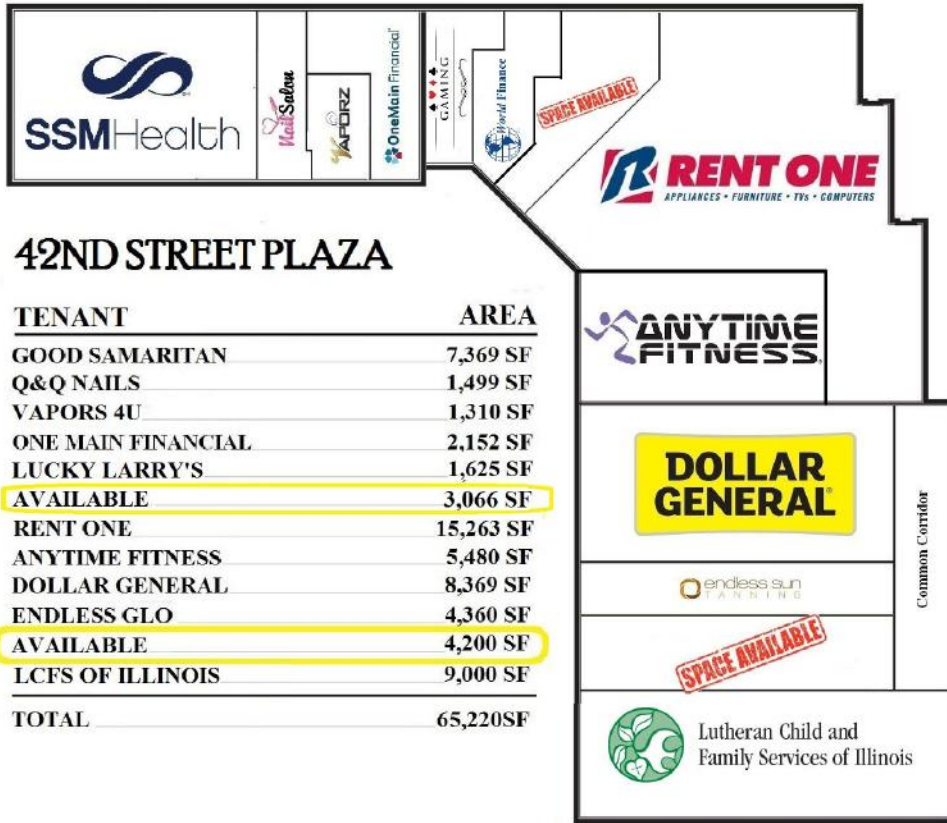 SSMHealth
NailSalon
VAPORZ
OneMain Financial
GAMING
World Finance
SPACE AVAILABLE
RENT ONE
APPLIANCES • FURNITURE • TVs • COMPUTERS
42ND STREET PLAZA
TENANT AREA
GOOD SAMARITAN 7,369 SF
Q&Q NAILS 1,499 SF
VAPORS 4U 1,310 SF
ONE MAIN FINANCIAL 2,152 SF
LUCKY LARRY'S 1,625 SF
AVAILABLE 3,066 SF
RENT ONE 15,263 SF
ANYTIME FITNESS 5,480 SF
DOLLAR GENERAL 8,369 SF
ENDLESS GLO 4,360 SF
AVAILABLE 4,200 SF
LCFS OF ILLINOIS 9,000 SF
TOTAL 65,220SF
ANYTIME
FITNESS
DOLLAR
GENERAL
Common Corridor
endless sun
TANNING
SPACE AVAILABLE
Lutheran Child and
Family Services of Illinois